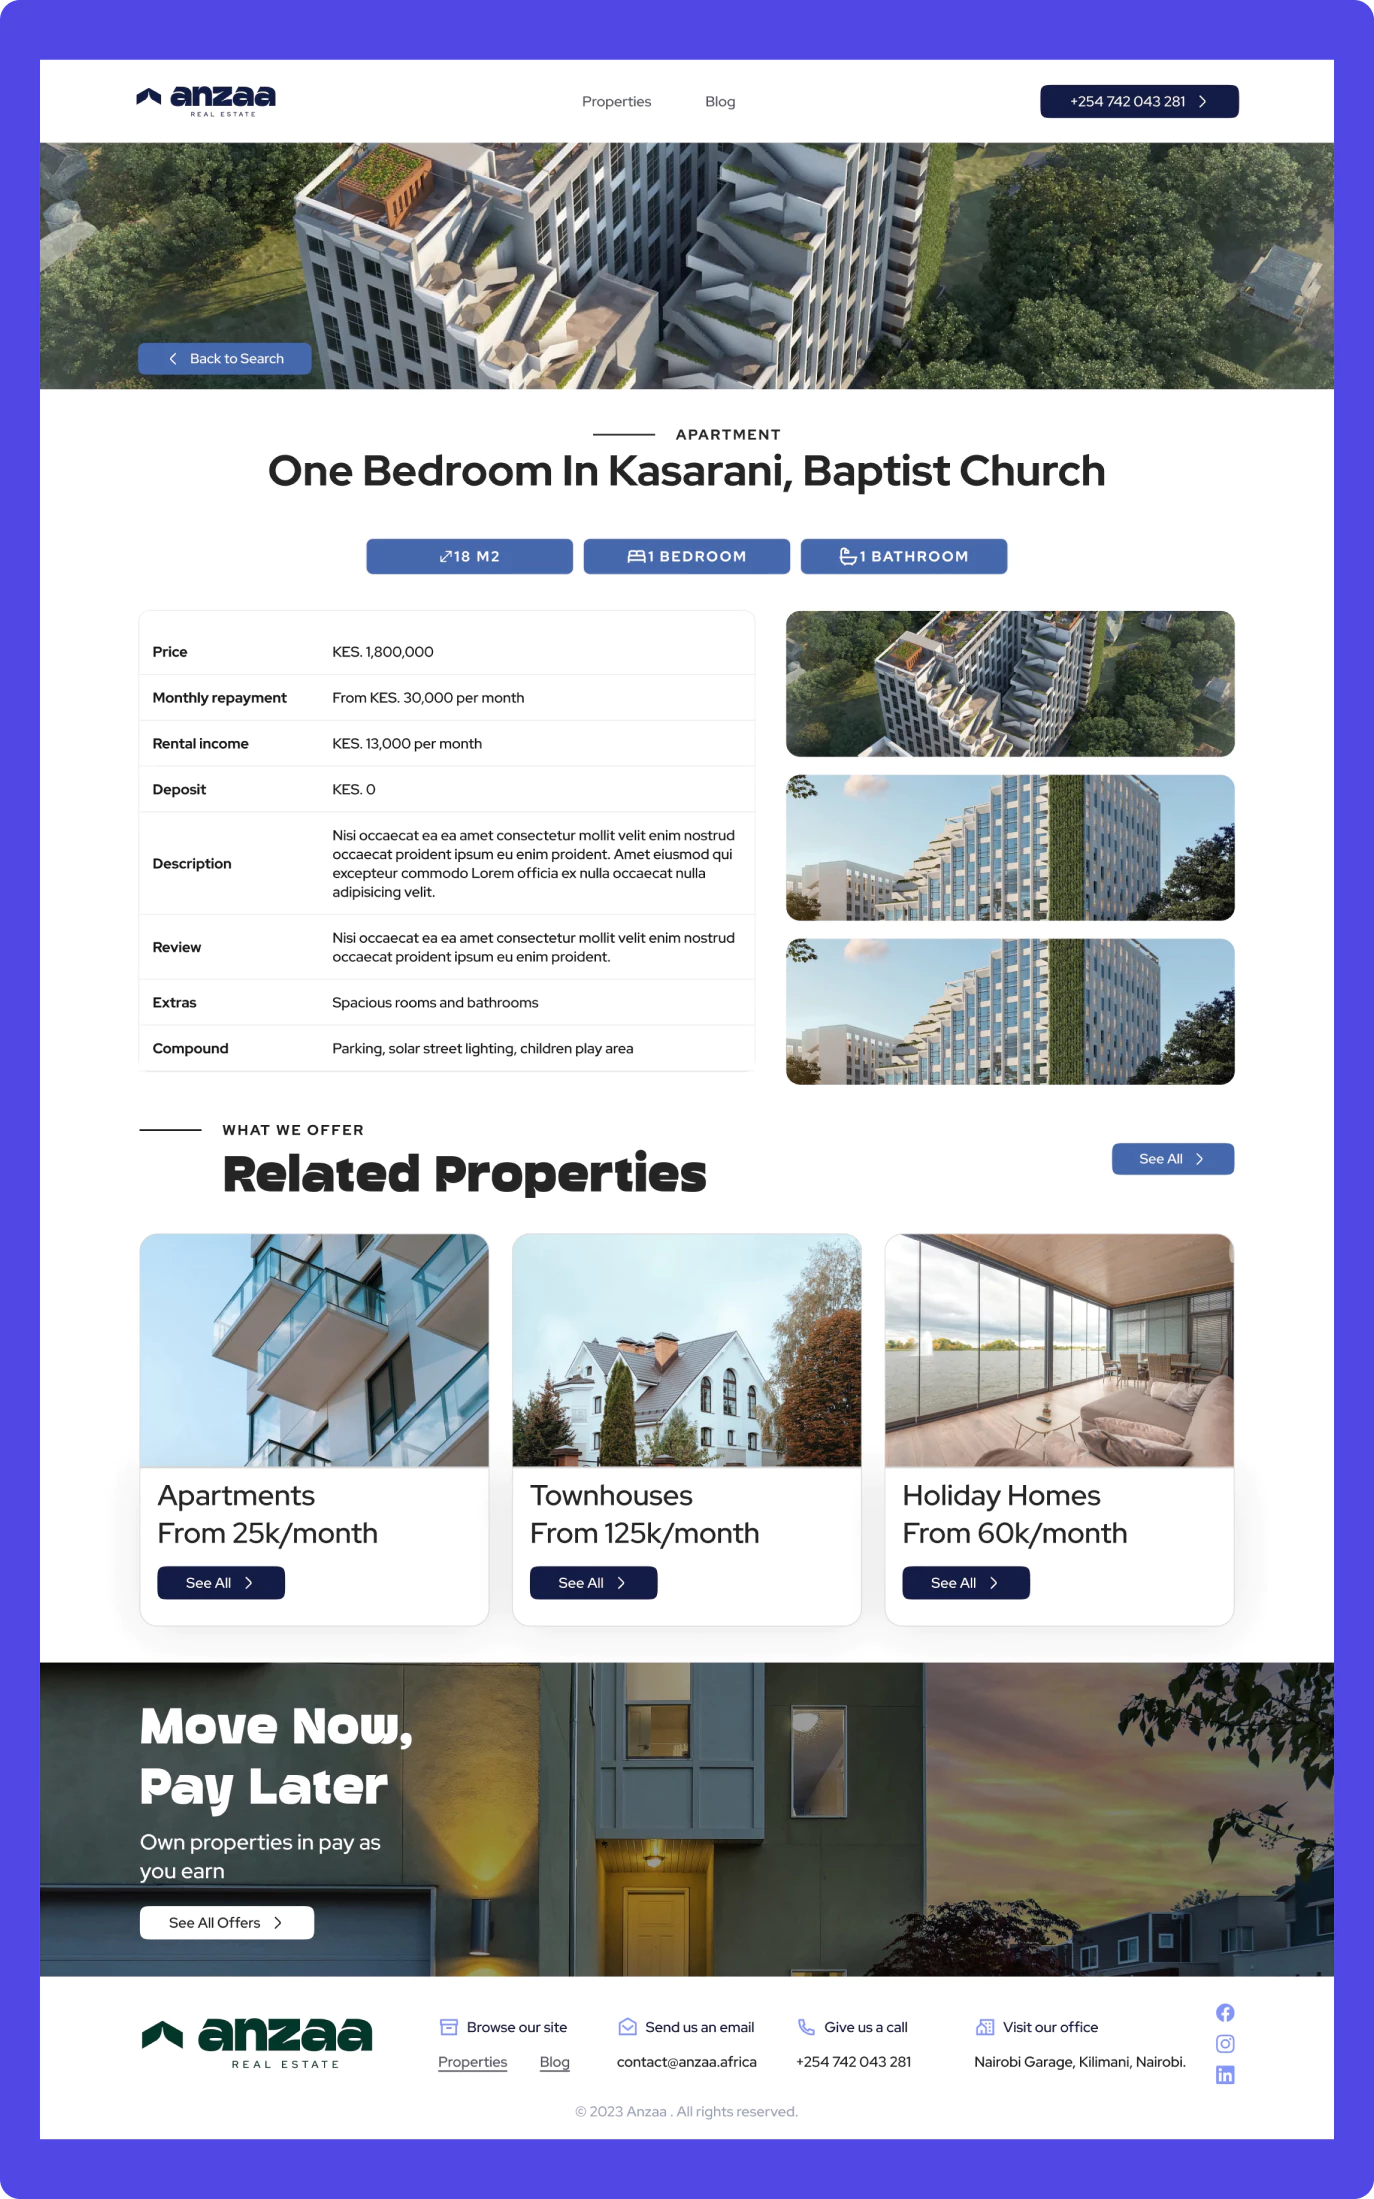 anzaa
REAL ESTATE
Properties
Blog
+254 742 043 281
Back to Search
APARTMENT
One Bedroom In Kasarani, Baptist Church
18 M2
1 BEDROOM
1 BATHROOM
Price
KES. 1,800,000
Monthly repayment
From KES. 30,000 per month
Rental income
KES. 13,000 per month
Deposit
KES. 0
Description
Nisi occaecat ea ea amet consectetur mollit velit enim nostrud
occaecat proident ipsum eu enim proident. Amet eiusmod qui
excepteur commodo Lorem officia ex nulla occaecat nulla
adipisicing velit.
Review
Nisi occaecat ea ea amet consectetur mollit velit enim nostrud
occaecat proident ipsum eu enim proident.
Extras
Spacious rooms and bathrooms
Compound
Parking, solar street lighting, children play area
WHAT WE OFFER
Related Properties
See All
Apartments
From 25k/month
See All
Townhouses
From 125k/month
See All
Holiday Homes
From 60k/month
See All
Move Now,
Pay Later
Own properties in pay as
you earn
See All Offers
anzaa
REAL ESTATE
Browse our site
Properties
Blog
Send us an email
contact@anzaa.africa
Give us a call
+254 742 043 281
Visit our office
Nairobi Garage, Kilimani, Nairobi.
© 2023 Anzaa . All rights reserved.